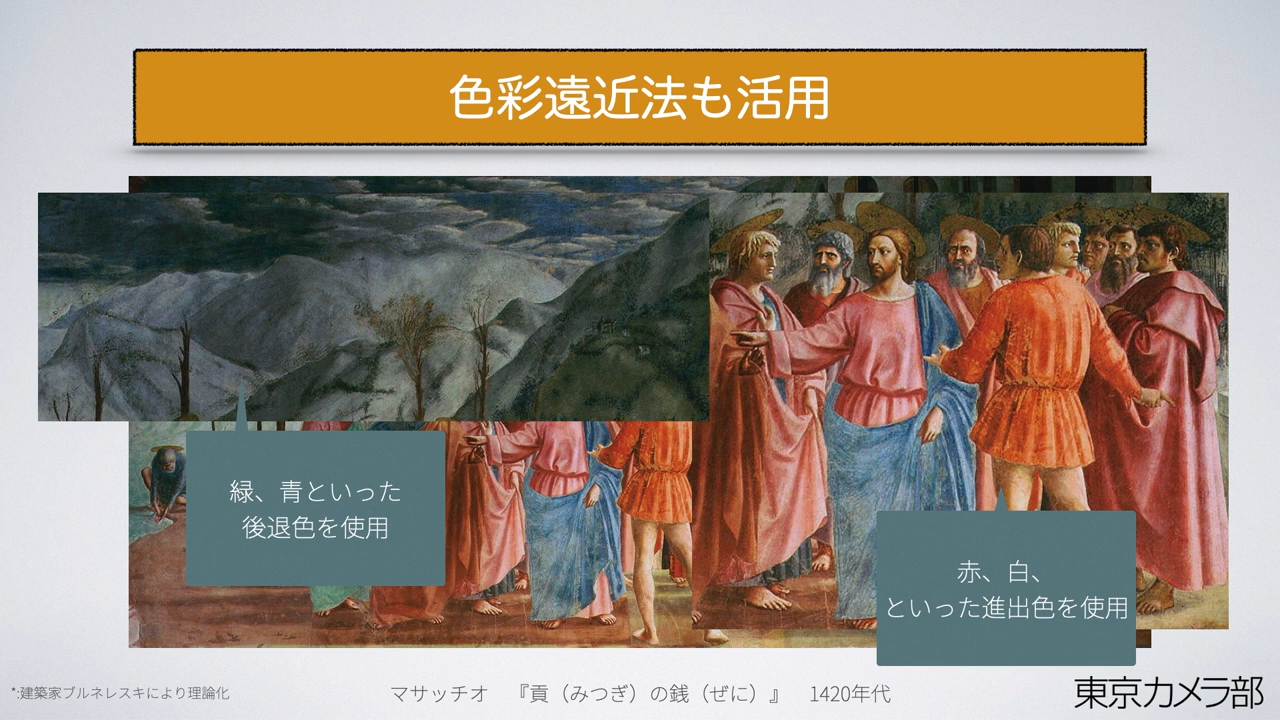 色彩遠近法も活用
緑、青といった
後退色を使用
赤、白、
といった進出色を使用
*:建築家ブルネレスキにより理論化
マサッチオ　『貢（みつぎ）の銭（ぜに）』　1420年代
東京カメラ部